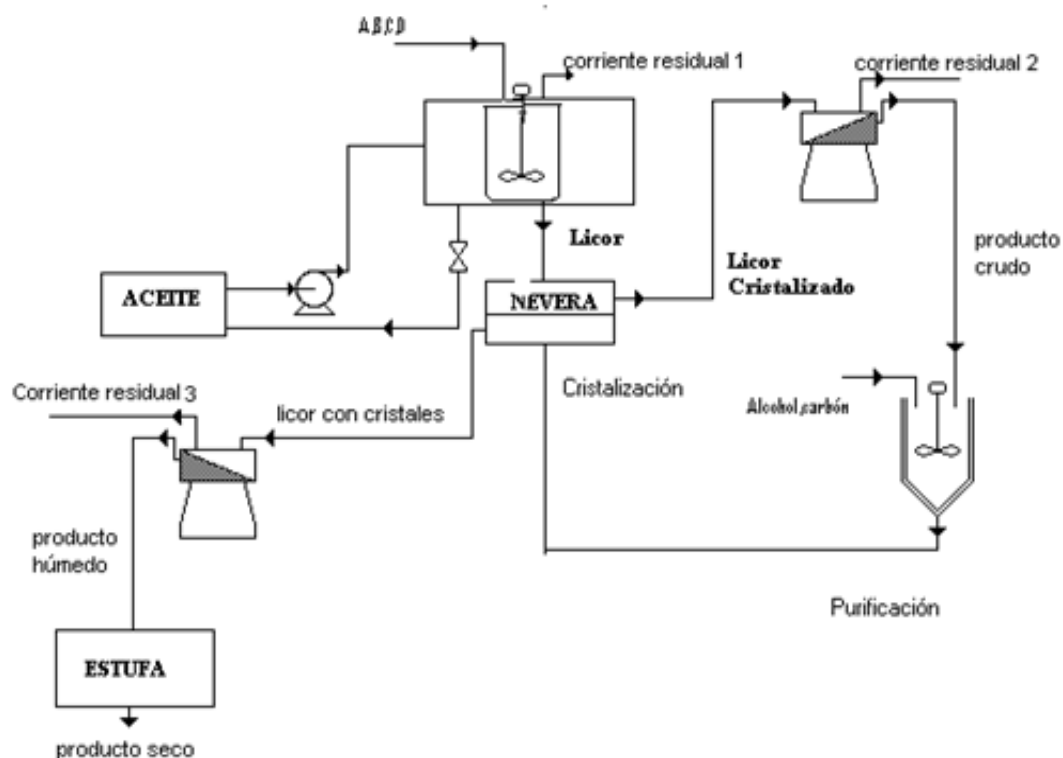 A,B,C,D
corriente residual 1
corriente residual 2
Licor
Licor
Cristalizado
producto
crudo
ACEITE
NEVERA
Cristalización
Alcohol,carbón
Corriente residual 3
licor con cristales
producto
húmedo
Purificación
ESTUFA
producto seco